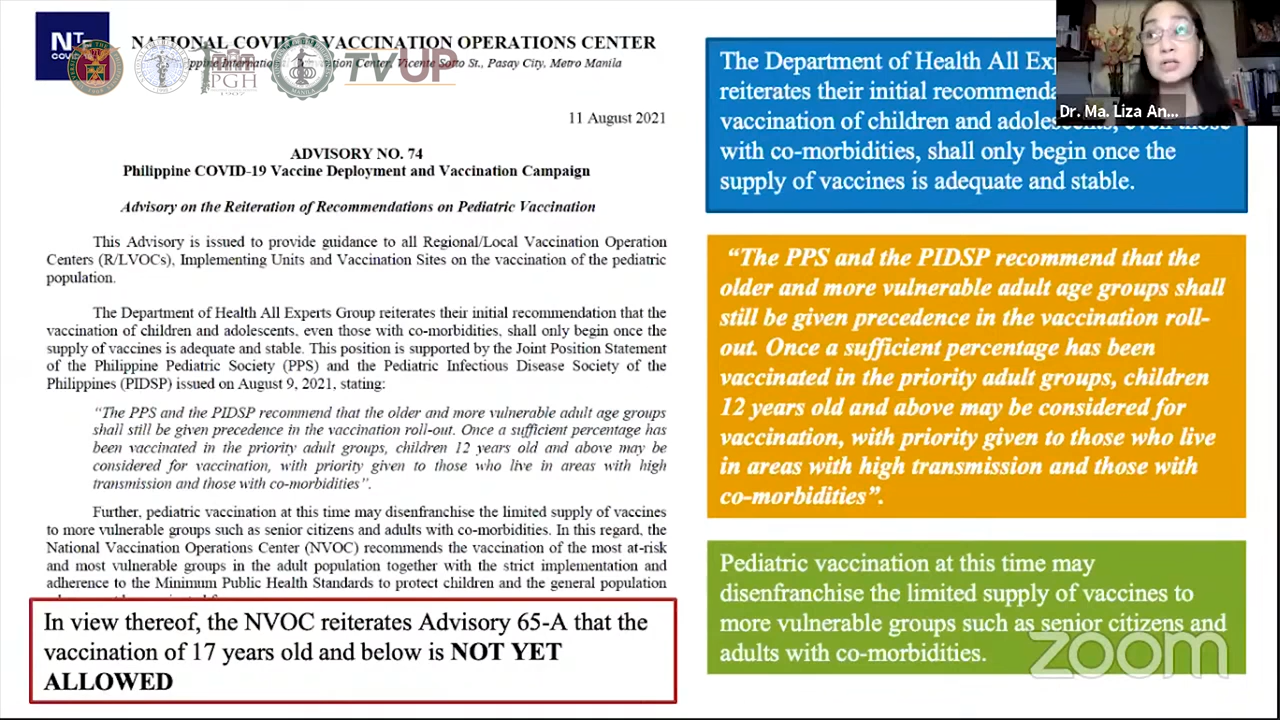 NATIONAL COVID VACCINATION OPERATIONS CENTER
Vicente Sotto St., Pasay City, Metro Manila
PGH
1907
MANILA
TVUP
11 August 2021
ADVISORY NO. 74
Philippine COVID-19 Vaccine Deployment and Vaccination Campaign
Advisory on the Reiteration of Recommendations on Pediatric Vaccination
This Advisory is issued to provide guidance to all Regional/Local Vaccination Operation
Centers (R/LVOCs), Implementing Units and Vaccination Sites on the vaccination of the pediatric
population.
The Department of Health All Experts Group reiterates their initial recommendation that the
vaccination of children and adolescents, even those with co-morbidities, shall only begin once the
supply of vaccines is adequate and stable. This position is supported by the Joint Position Statement
of the Philippine Pediatric Society (PPS) and the Pediatric Infectious Disease Society of the
Philippines (PIDSP) issued on August 9, 2021, stating:
“The PPS and the PIDSP recommend that the older and more vulnerable adult age groups
shall still be given precedence in the vaccination roll-out. Once a sufficient percentage has
been vaccinated in the priority adult groups, children 12 years old and above may be
considered for vaccination, with priority given to those who live in areas with high
transmission and those with co-morbidities”.
Further, pediatric vaccination at this time may disenfranchise the limited supply of vaccines
to more vulnerable groups such as senior citizens and adults with co-morbidities. In this regard, the
National Vaccination Operations Center (NVOC) recommends the vaccination of the most at-risk
and most vulnerable groups in the adult population together with the strict implementation and
adherence to the Minimum Public Health Standards to protect children and the general population
In view thereof, the NVOC reiterates Advisory 65-A that the
vaccination of 17 years old and below is NOT YET
ALLOWED
The Department of Health All
reiterates their initial
vaccination of children and adolescents, even those
with co-morbidities, shall only begin once the
supply of vaccines is adequate and stable.
“The PPS and the PIDSP recommend that the
older and more vulnerable adult age groups shall
still be given precedence in the vaccination roll-
out. Once a sufficient percentage has been
vaccinated in the priority adult groups, children
12 years old and above may be considered for
vaccination, with priority given to those who live
in areas with high transmission and those with
co-morbidities”.
Pediatric vaccination at this time may
disenfranchise the limited supply of vaccines to
more vulnerable groups such as senior citizens and
adults with co-morbidities.
Dr. Ma. Liza An...
zoom